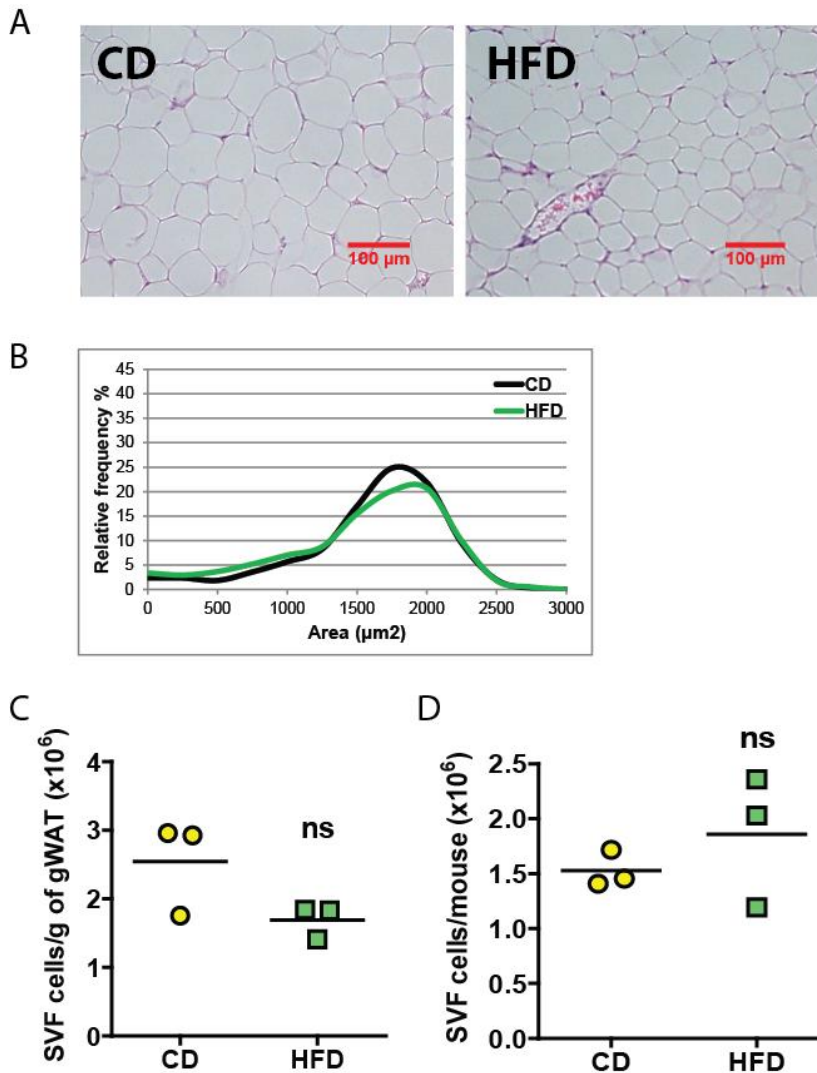 A
CD
HFD
100 µm
100 µm
B
Relative frequency %
45
40
35
30
25
20
15
10
5
0
0 500 1000 1500 2000 2500 3000
Area (µm2)
CD
HFD
C
SVF cells/g of gWAT (x10⁶)
4
3
2
1
0
ns
CD HFD
D
SVF cells/mouse (x10⁶)
2.5
2.0
1.5
1.0
0.5
0.0
ns
CD HFD